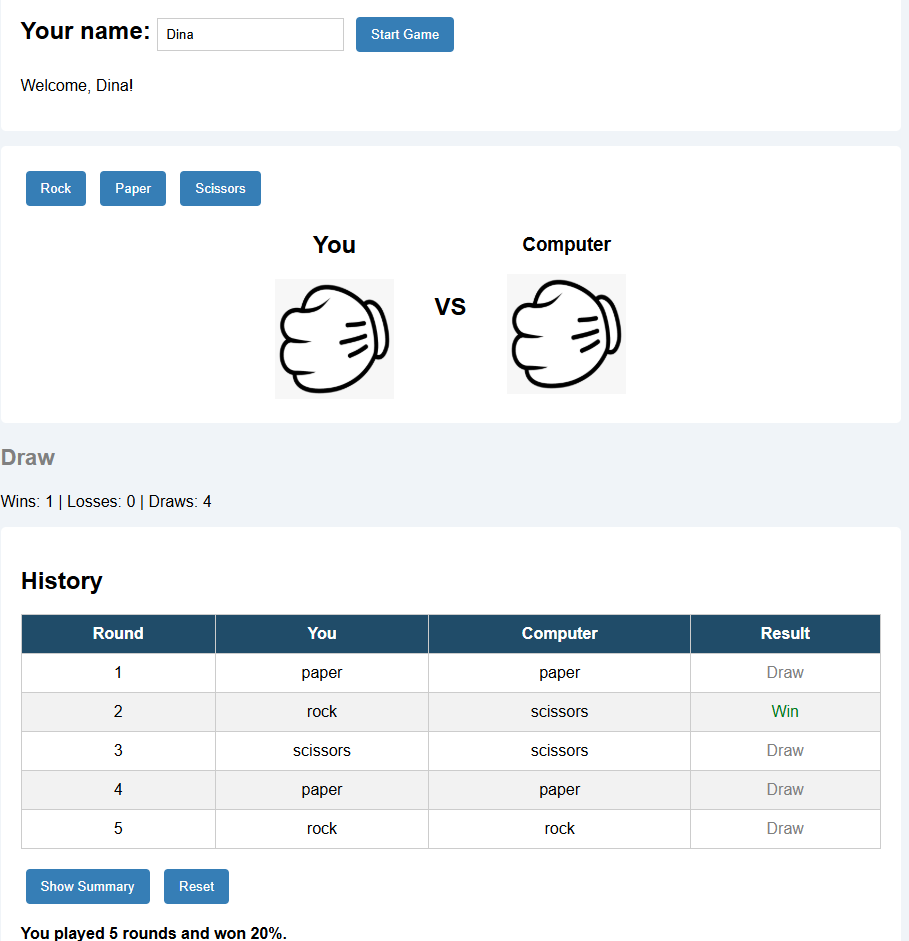 Your name: Dina Start Game
Welcome, Dina!
Rock Paper Scissors
You Computer
VS
Draw
Wins: 1 | Losses: 0 | Draws: 4
History
Round You Computer Result
1 paper paper Draw
2 rock scissors Win
3 scissors scissors Draw
4 paper paper Draw
5 rock rock Draw
Show Summary Reset
You played 5 rounds and won 20%.